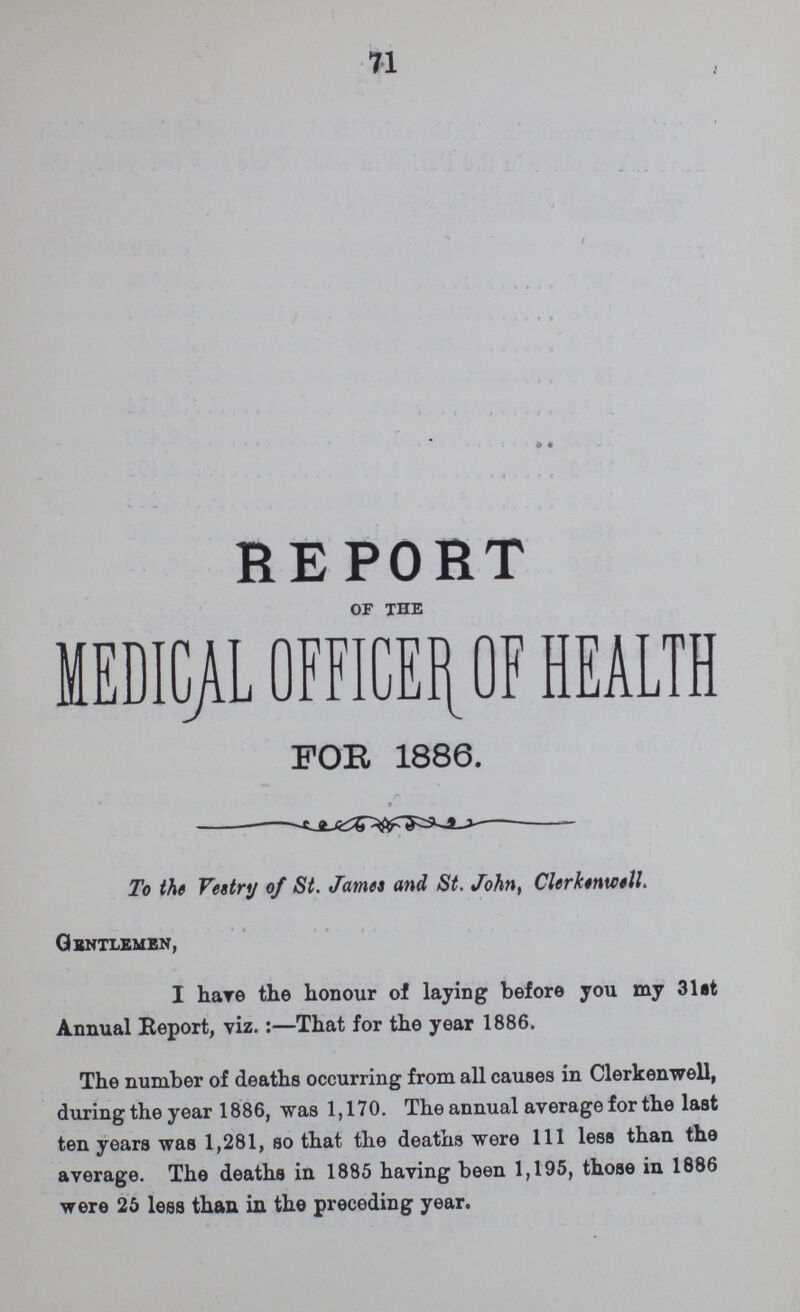 71
REPORT
OF THE
MEDICAL OFFICER OF HEALTH
FOR 1886.
To the Vestry of St. James and St. John, Clerkenwell.
GENTLEMEN,
I have the honour of laying before you my 31st
Annual Report, viz. :—That for the year 1886.
The number of deaths occurring from all causes in Clerkenwell,
during the year 1886, was 1,170. The annual average for the last
ten years was 1,281, so that the deaths were 111 less than the
average. The deaths in 1885 having been 1,195, those in 1886
were 25 less than in the preceding year.